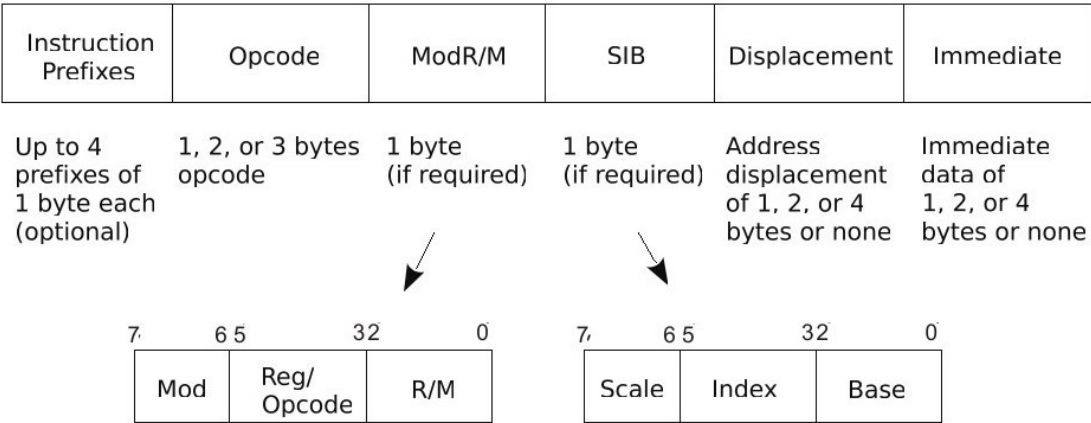 Instruction Prefixes
Opcode
ModR/M
SIB
Displacement
Immediate
Up to 4
prefixes of
1 byte each
(optional)
1, 2, or 3 bytes
opcode
1 byte
(if required)
1 byte
(if required)
Address
displacement
of 1, 2, or 4
bytes or none
Immediate
data of
1, 2, or 4
bytes or none
7 6 5 3 2 0
Mod
Reg/
Opcode
R/M
7 6 5 3 2 0
Scale
Index
Base